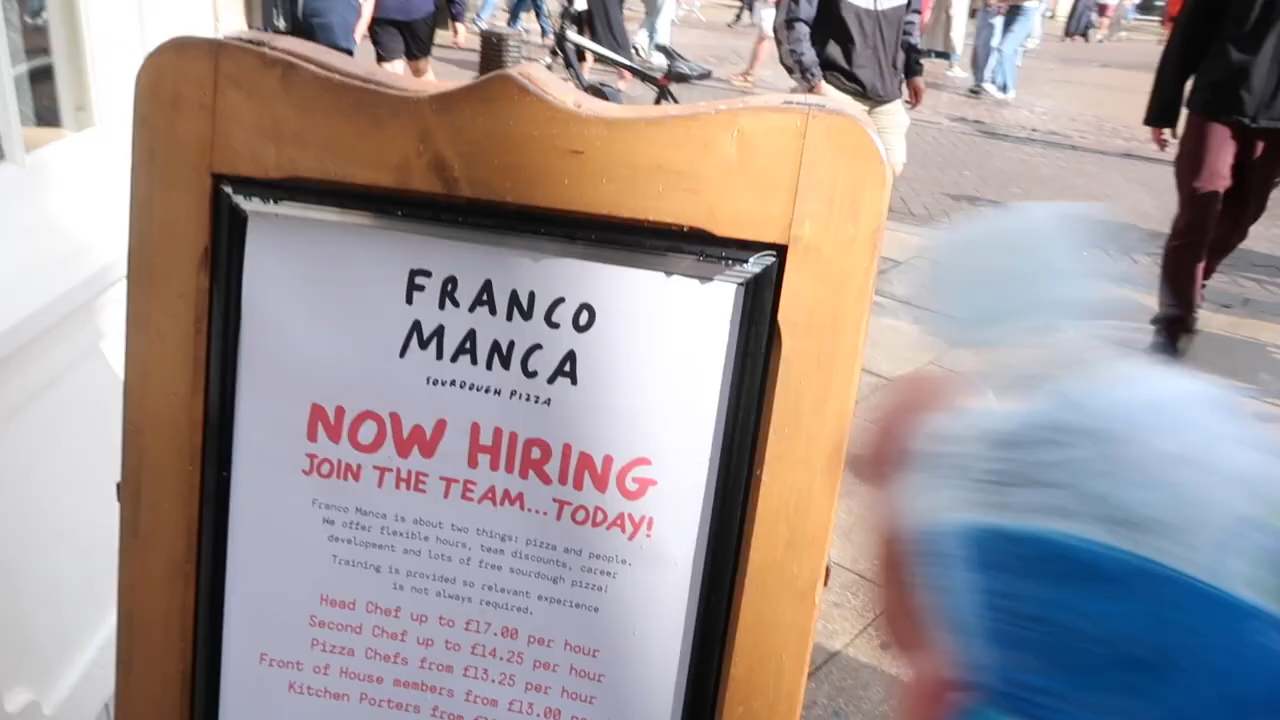 FRANCO
MANCA
SOURDOUGH PIZZA
NOW HIRING
JOIN THE TEAM...TODAY!
Franco Manca is about two things: pizza and people.
We offer flexible hours, team discounts, career
development and lots of free sourdough pizza!
Training is provided so relevant experience
is not always required.
Head Chef up to £17.00 per hour
Second Chef up to £14.25 per hour
Pizza Chefs from £13.25 per hour
Front of House members from £13.00
Kitchen Porters from